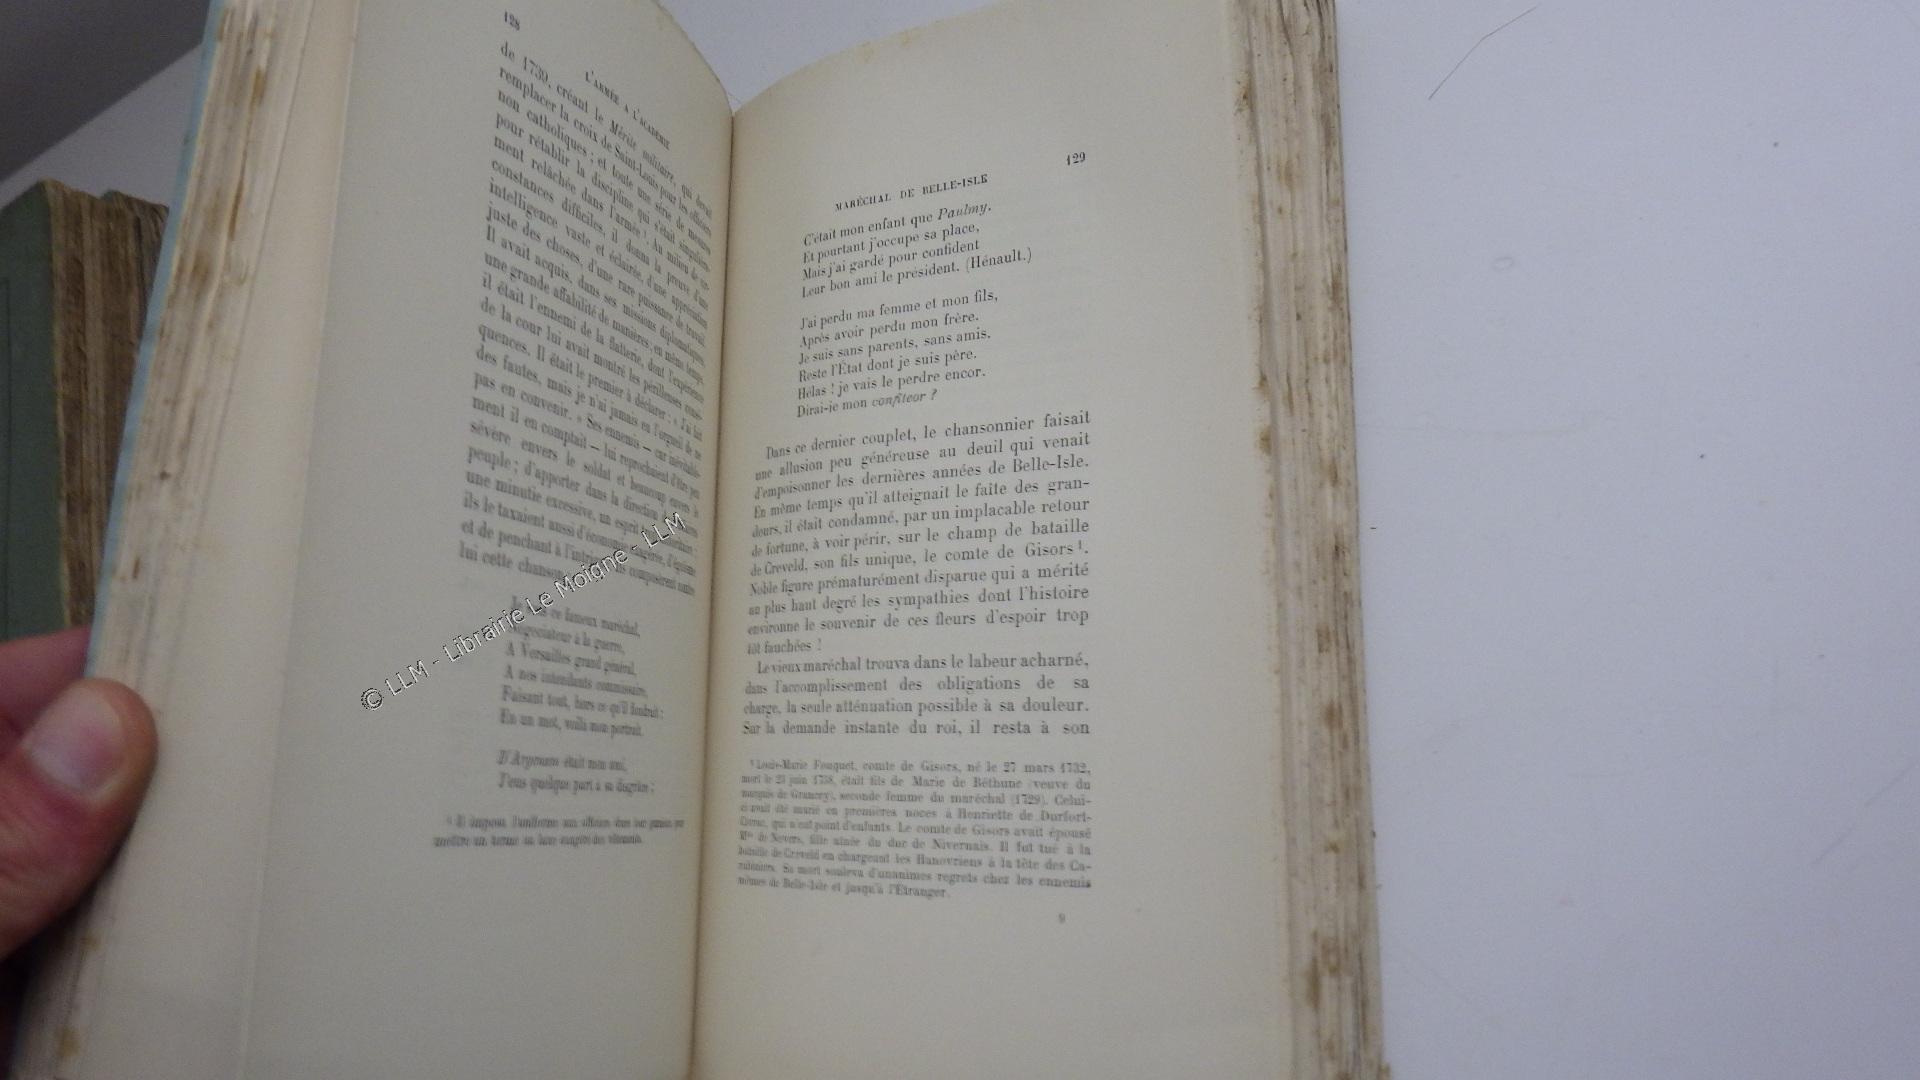 128
L'ARMÉE A L'ACADÉMIE
de 1739, créant le Mérite militaire, qui devait
remplacer la croix de Saint-Louis pour les officiers
non catholiques ; et toute une série de mesures
pour rétablir la discipline qui s'était singulière-
ment relâchée dans l'armée¹. Au milieu de cir-
constances difficiles, il donna la preuve d'une
intelligence vaste et éclairée, d'une appréciation
juste des choses, d'une rare puissance de travail.
Il avait acquis, dans ses missions diplomatiques,
une grande affabilité de manières ; en même temps,
il était l'ennemi de la flatterie, dont l'expérience
de la cour lui avait montré les périlleuses consé-
quences. Il était le premier à déclarer : « J'ai fait
des fautes, mais je n'ai jamais eu l'orgueil de ne
pas en convenir. » Ses ennemis — car inévitable-
ment il en comptait — lui reprochaient d'être peu
sévère envers le soldat et beaucoup envers le
peuple ; d'apporter dans la direction
une minutie excessive, un esprit
ils le taxaient aussi d'économie
et de penchant à composèrent contre
lui cette chanson
ce fameux maréchal,
Négociateur à la guerre,
A Versailles grand général,
A nos intendants commissaire,
Faisant tout, hors ce qu'il faudrait ;
En un mot, voilà mon portrait.
D'Argenson était mon ami,
J'eus quelque part à sa disgrâce ;
¹ Il imposa l'uniforme aux officiers dans leur
© LLM - Librairie Le Moigne - LLM
129
MARÉCHAL DE BELLE-ISLE
C'était mon enfant que Paulmy.
Et pourtant j'occupe sa place,
Mais j'ai gardé pour confident
Leur bon ami le président. (Hénault.)
J'ai perdu ma femme et mon fils,
Après avoir perdu mon frère.
Je suis sans parents, sans amis.
Reste l'État dont je suis père.
Hélas ! je vais le perdre encor.
Dirai-je mon confiteor ?
Dans ce dernier couplet, le chansonnier faisait
une allusion peu généreuse au deuil qui venait
d'empoisonner les dernières années de Belle-Isle.
En même temps qu'il atteignait le faîte des gran-
deurs, il était condamné, par un implacable retour
de fortune, à voir périr, sur le champ de bataille
de Creveld, son fils unique, le comte de Gisors¹.
Noble figure prématurément disparue qui a mérité
au plus haut degré les sympathies dont l'histoire
environne le souvenir de ces fleurs d'espoir trop
tôt fauchées !
Le vieux maréchal trouva dans le labeur acharné,
dans l'accomplissement des obligations de sa
charge, la seule atténuation possible à sa douleur.
Sur la demande instante du roi, il resta à son
¹ Louis-Marie Fouquet, comte de Gisors, né le 27 mars 1732,
mort le 23 juin 1758, était fils de Marie de Béthune (veuve du
marquis de Grancey), seconde femme du maréchal (1729). Celui-
ci avait été marié en premières noces à Henriette de Durfort-
Civrac, qui n'eut point d'enfants. Le comte de Gisors avait épousé
Mlle de Nevers, fille aînée du duc de Nivernais. Il fut tué à la
bataille de Creveld en chargeant les Hanovriens à la tête des Ca-
rabiniers. Sa mort souleva d'unanimes regrets chez les ennemis
mêmes de Belle-Isle et jusqu'à l'Étranger.
9